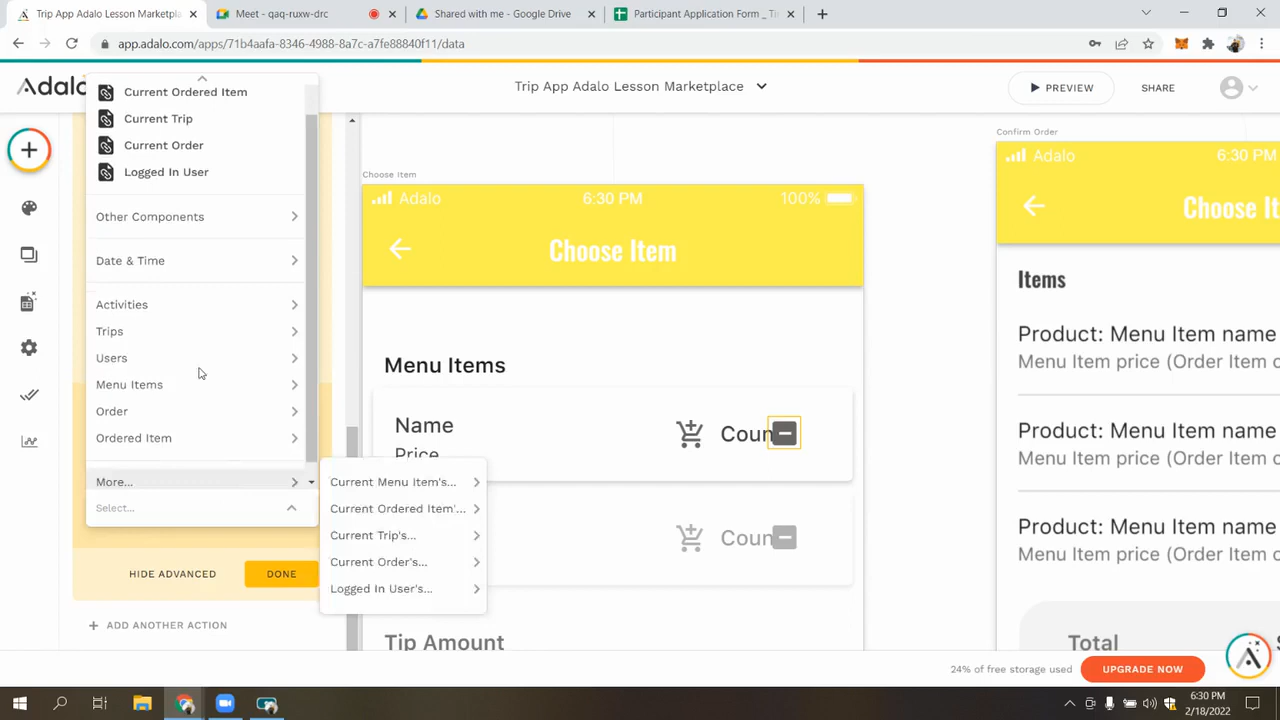 Trip App Adalo Lesson Marketpla
Meet - qaq-ruxw-drc
Shared with me - Google Drive
Participant Application Form _ Ti
app.adalo.com/apps/71b4aafa-8346-4988-8a7c-a7fe88840f11/data
Adalo
Trip App Adalo Lesson Marketplace
PREVIEW
SHARE
Current Ordered Item
Current Trip
Current Order
Logged In User
Other Components
Date & Time
Activities
Trips
Users
Menu Items
Order
Ordered Item
More...
Select...
Current Menu Item's...
Current Ordered Item'...
Current Trip's...
Current Order's...
Logged In User's...
HIDE ADVANCED
DONE
ADD ANOTHER ACTION
Choose Item
Adalo
6:30 PM
100%
Choose Item
Menu Items
Name
Price
Coun
Coun
Tip Amount
Confirm Order
Adalo
6:30 PM
Choose It
Items
Product: Menu Item name
Menu Item price (Order Item c
Product: Menu Item name
Menu Item price (Order Item c
Product: Menu Item name
Menu Item price (Order Item c
Total
24% of free storage used
UPGRADE NOW
6:30 PM
2/18/2022